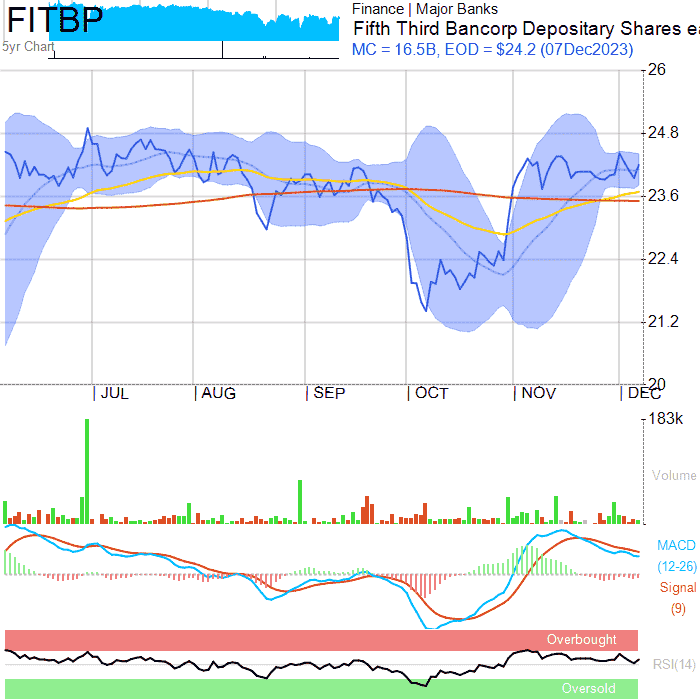 FITBP
5yr Chart
Finance | Major Banks
Fifth Third Bancorp Depositary Shares ea
MC = 16.5B, EOD = $24.2 (07Dec2023)
26
24.8
23.6
22.4
21.2
20
JUL AUG SEP OCT NOV DEC
183k
Volume
MACD
(12-26)
Signal
(9)
Overbought
RSI(14)
Oversold